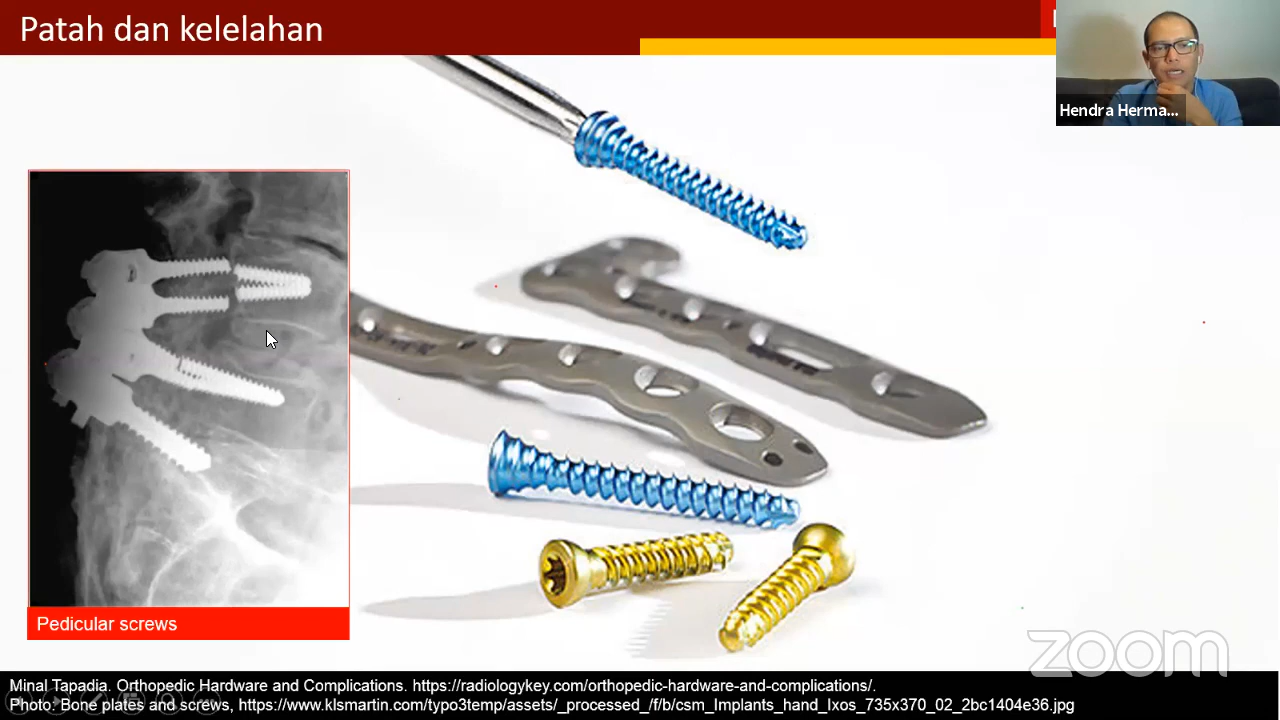 Patah dan kelelahan
Hendra Herma...
Pedicular screws
zoom
Minal Tapadia. Orthopedic Hardware and Complications. https://radiologykey.com/orthopedic-hardware-and-complications/.
Photo: Bone plates and screws, https://www.klsmartin.com/typo3temp/assets/_processed_/f/b/csm_Implants_hand_Ixos_735x370_02_2bc1404e36.jpg